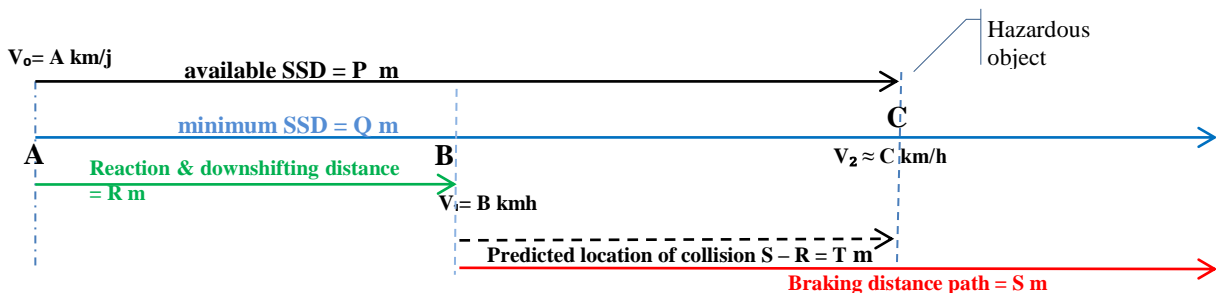 Hazardous
object
Vₒ= A km/j
available SSD = P m
minimum SSD = Q m
C
A
B
V₂ ≈ C km/h
Reaction & downshifting distance
= R m
V₁= B kmh
Predicted location of collision S – R = T m
Braking distance path = S m